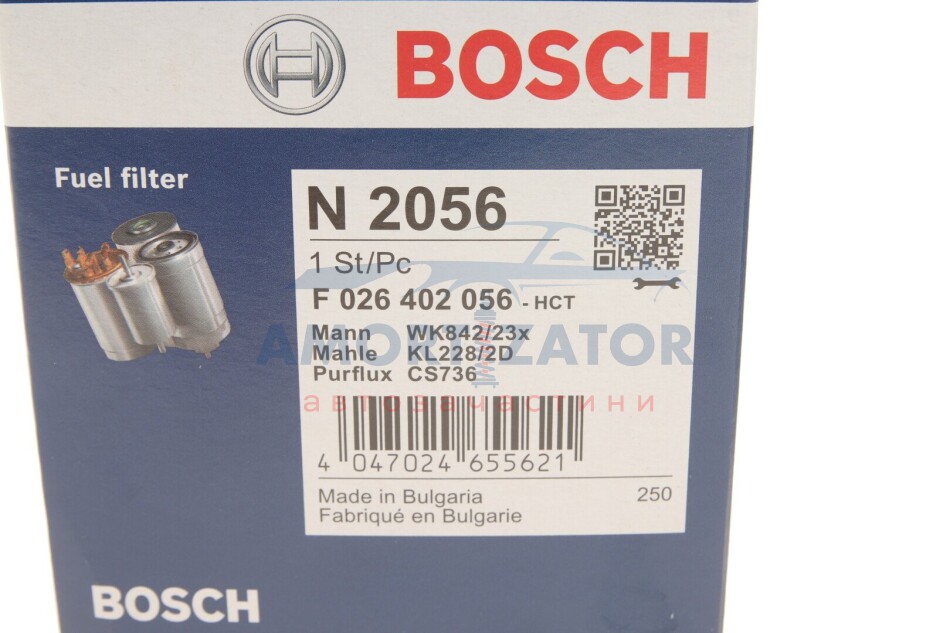 BOSCH
Fuel filter
N 2056
1 St/Pc
F 026 402 056 - HCT
Mann WK842/23x
Mahle KL228/2D
Purflux CS736
AMORTIZATOR
автозапчастини
4 047024 655621
Made in Bulgaria 250
Fabriqué en Bulgarie
BOSCH